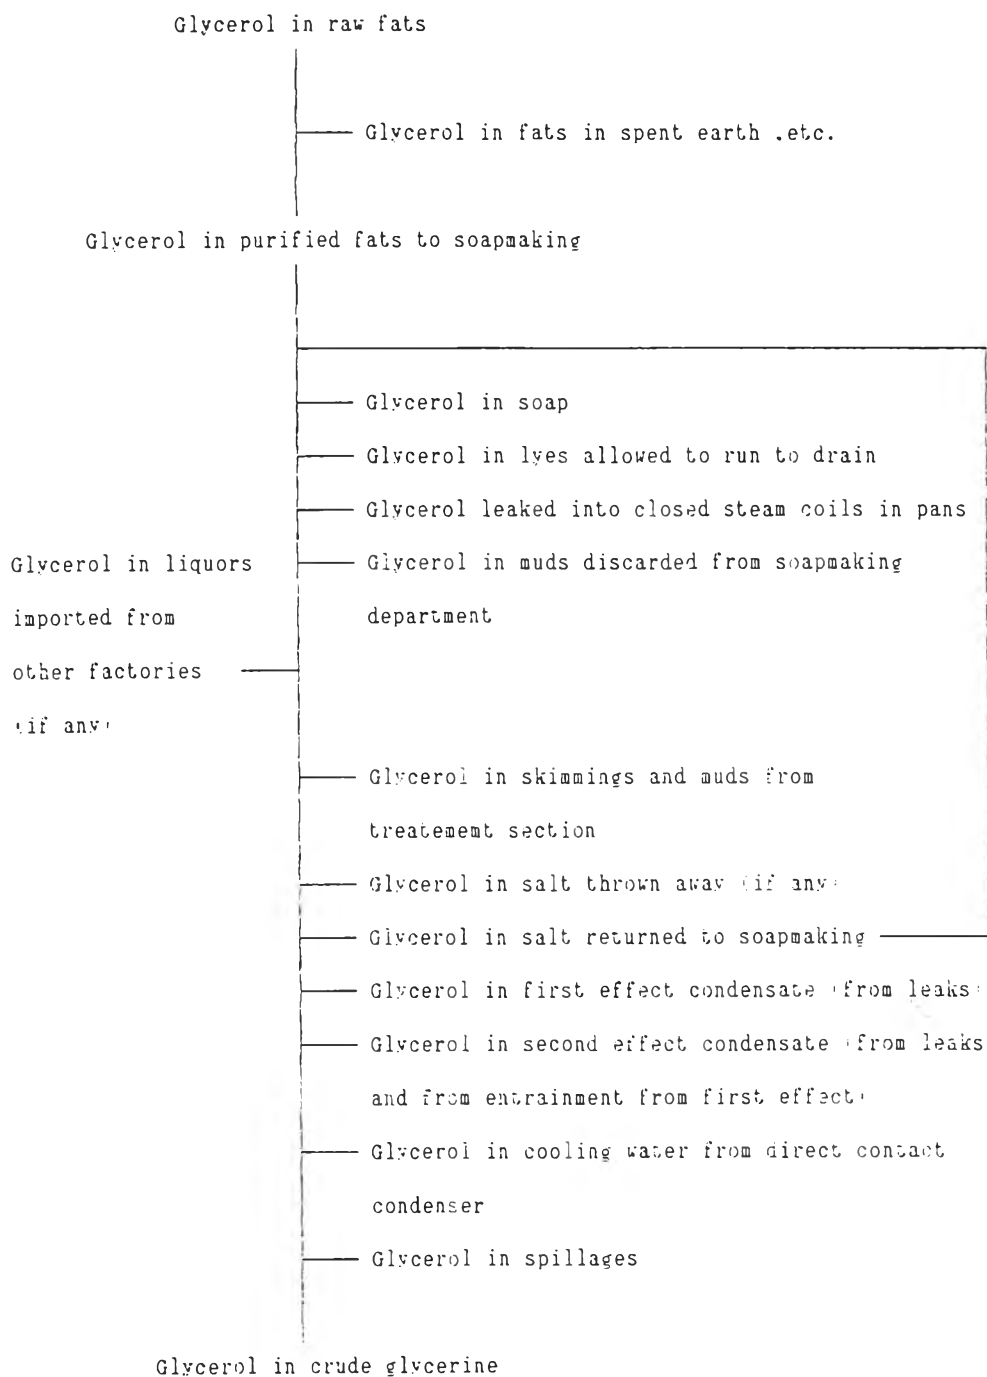 Glycerol in raw fats
Glycerol in fats in spent earth .etc.
Glycerol in purified fats to soapmaking
Glycerol in soap
Glycerol in lyes allowed to run to drain
Glycerol leaked into closed steam coils in pans
Glycerol in liquors
imported from
other factories
(if any)
Glycerol in muds discarded from soapmaking
department
Glycerol in skimmings and muds from
treatememt section
Glycerol in salt thrown away (if any)
Glycerol in salt returned to soapmaking
Glycerol in first effect condensate (from leaks)
Glycerol in second effect condensate (from leaks
and from entrainment from first effect)
Glycerol in cooling water from direct contact
condenser
Glycerol in spillages
Glycerol in crude glycerine